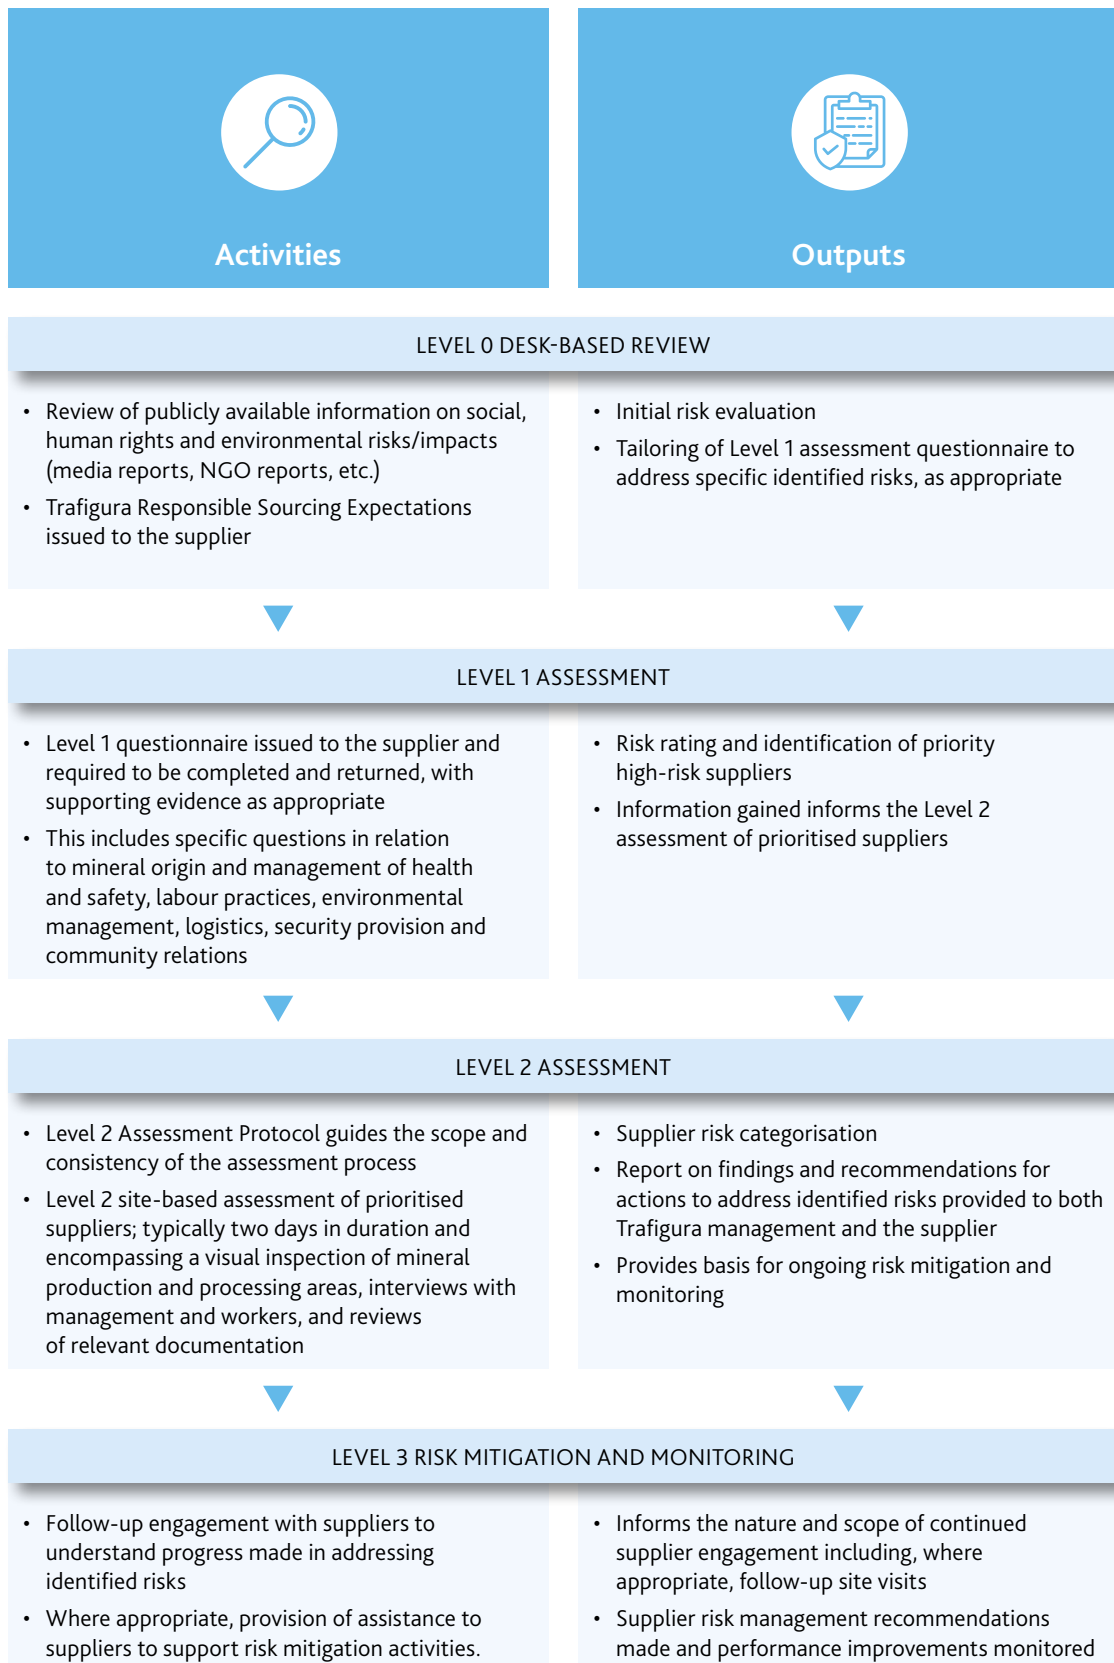 Activities
Outputs
LEVEL 0 DESK-BASED REVIEW
• Review of publicly available information on social,
human rights and environmental risks/impacts
(media reports, NGO reports, etc.)
• Trafigura Responsible Sourcing Expectations
issued to the supplier
• Initial risk evaluation
• Tailoring of Level 1 assessment questionnaire to
address specific identified risks, as appropriate
LEVEL 1 ASSESSMENT
• Level 1 questionnaire issued to the supplier and
required to be completed and returned, with
supporting evidence as appropriate
• This includes specific questions in relation
to mineral origin and management of health
and safety, labour practices, environmental
management, logistics, security provision and
community relations
• Risk rating and identification of priority
high-risk suppliers
• Information gained informs the Level 2
assessment of prioritised suppliers
LEVEL 2 ASSESSMENT
• Level 2 Assessment Protocol guides the scope and
consistency of the assessment process
• Level 2 site-based assessment of prioritised
suppliers; typically two days in duration and
encompassing a visual inspection of mineral
production and processing areas, interviews with
management and workers, and reviews
of relevant documentation
• Supplier risk categorisation
• Report on findings and recommendations for
actions to address identified risks provided to both
Trafigura management and the supplier
• Provides basis for ongoing risk mitigation and
monitoring
LEVEL 3 RISK MITIGATION AND MONITORING
• Follow-up engagement with suppliers to
understand progress made in addressing
identified risks
• Where appropriate, provision of assistance to
suppliers to support risk mitigation activities.
• Informs the nature and scope of continued
supplier engagement including, where
appropriate, follow-up site visits
• Supplier risk management recommendations
made and performance improvements monitored